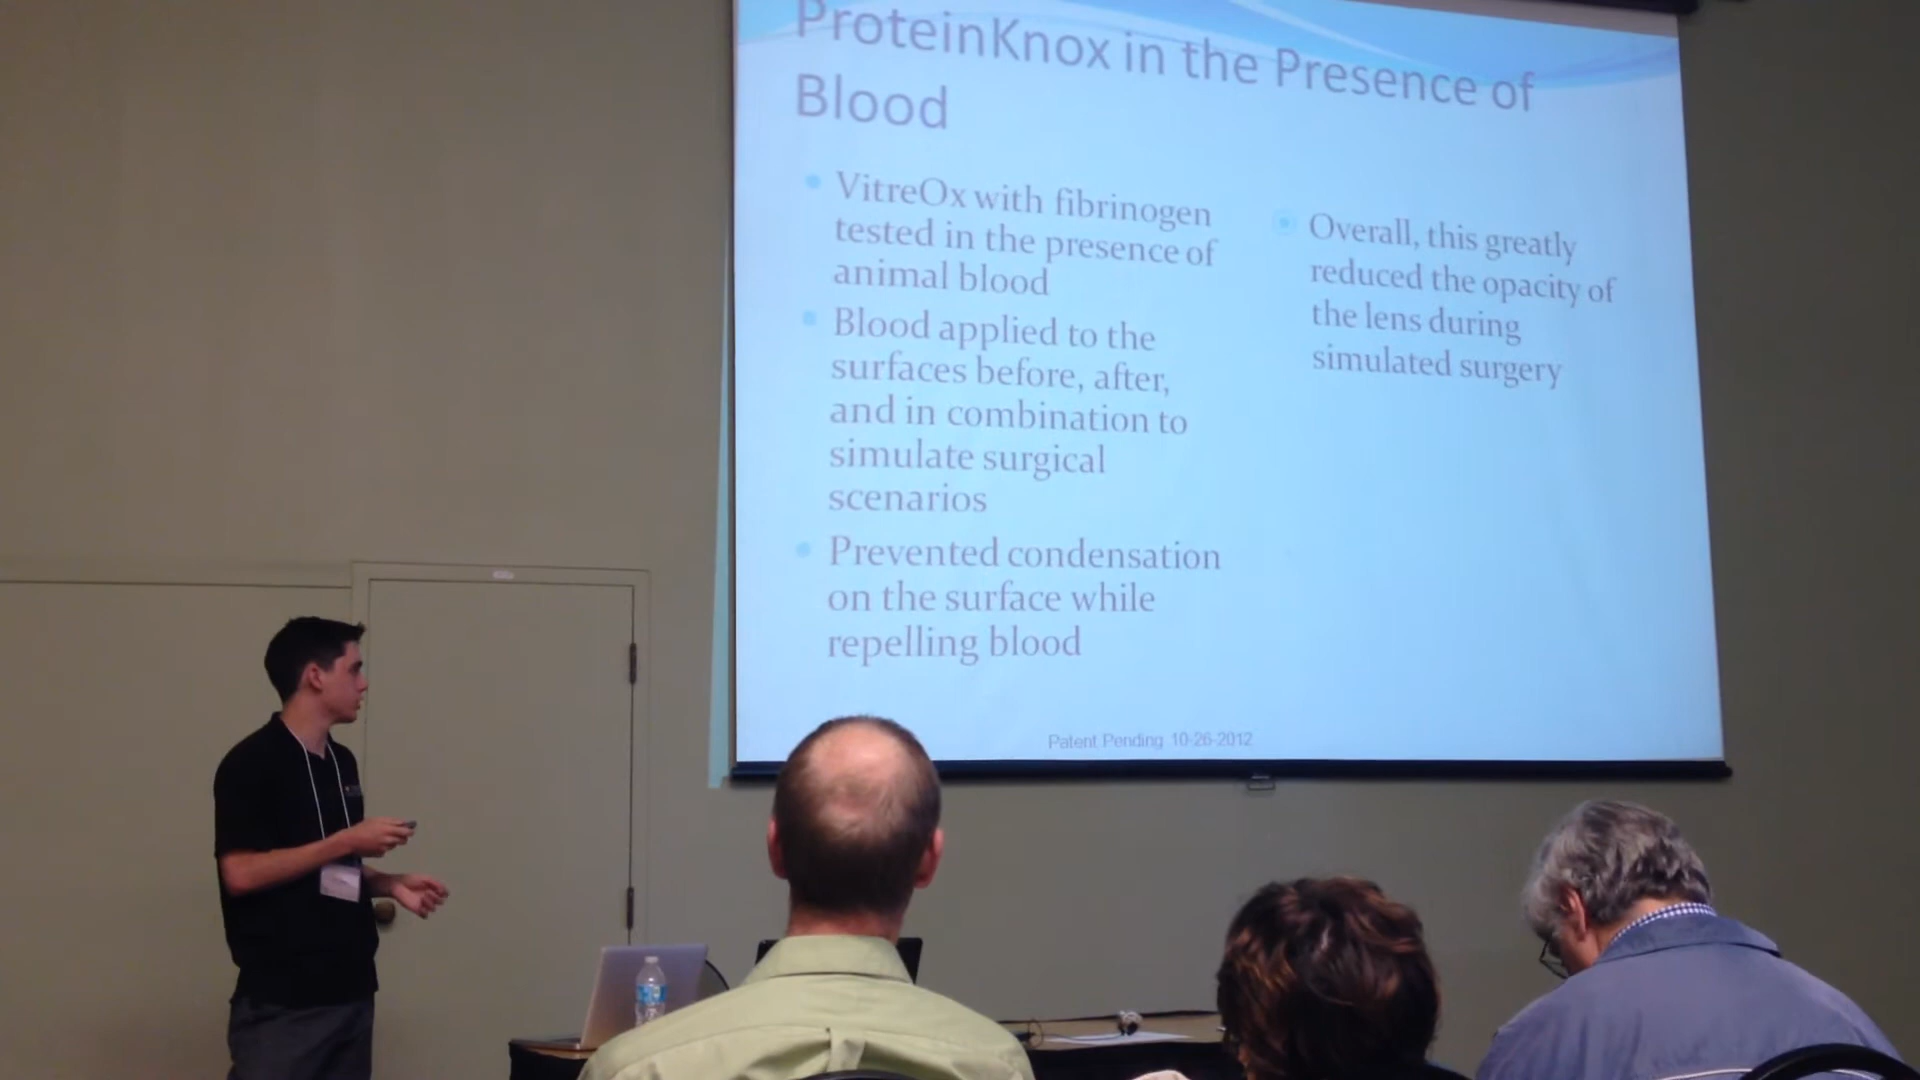 ProteinKnox in the Presence of
Blood
VitreOx with fibrinogen
tested in the presence of
animal blood
Blood applied to the
surfaces before, after,
and in combination to
simulate surgical
scenarios
Prevented condensation
on the surface while
repelling blood
Overall, this greatly
reduced the opacity of
the lens during
simulated surgery
Patent Pending 10-26-2012